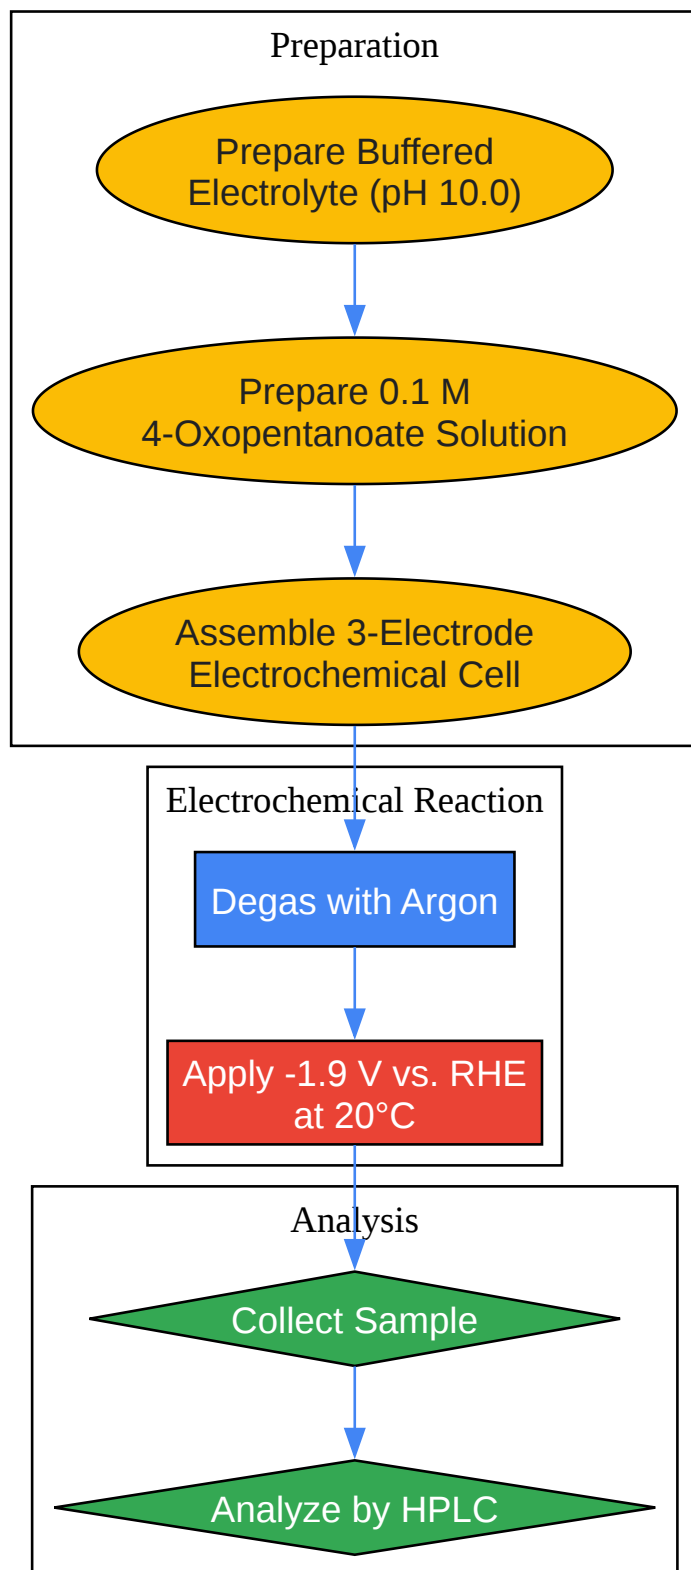 Preparation
Prepare Buffered
Electrolyte (pH 10.0)
Prepare 0.1 M
4-Oxopentanoate Solution
Assemble 3-Electrode
Electrochemical Cell
Electrochemical Reaction
Degas with Argon
Apply -1.9 V vs. RHE
at 20°C
Analysis
Collect Sample
Analyze by HPLC